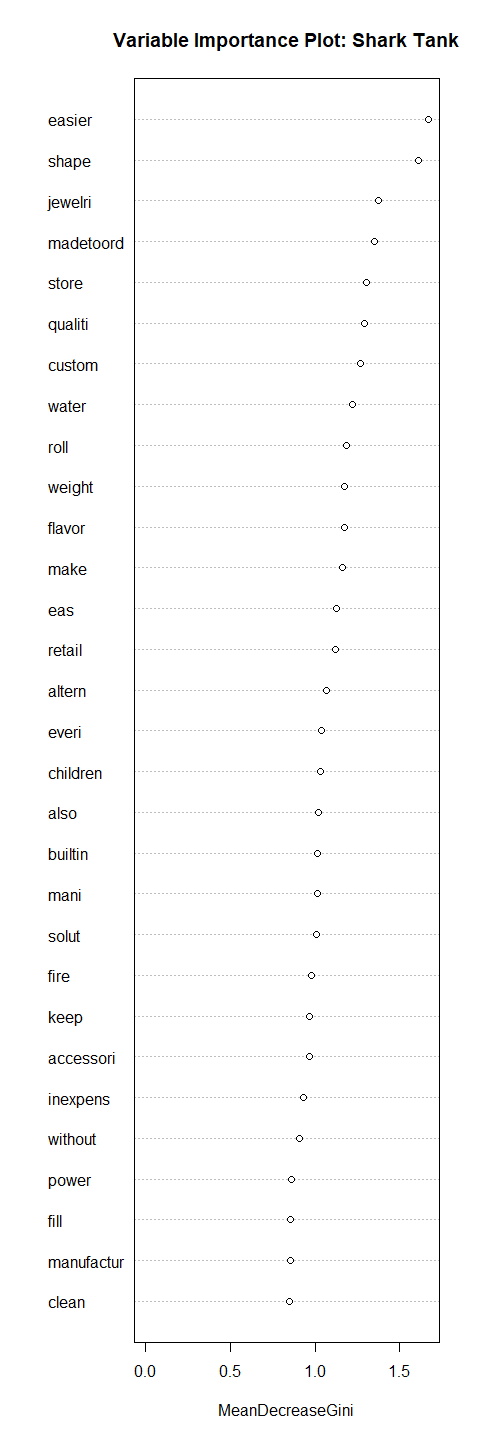 Variable Importance Plot: Shark Tank
easier
shape
jewelri
madetoord
store
qualiti
custom
water
roll
weight
flavor
make
eas
retail
altern
everi
children
also
builtin
mani
solut
fire
keep
accessori
inexpens
without
power
fill
manufactur
clean
0.0 0.5 1.0 1.5
MeanDecreaseGini